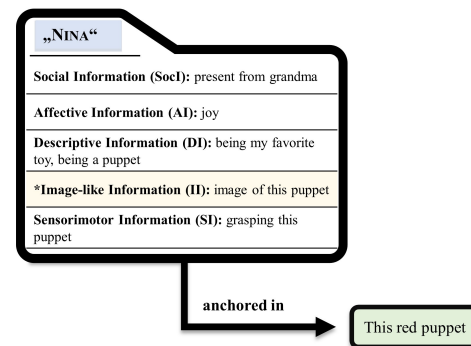 „NINA“
Social Information (SocI): present from grandma
Affective Information (AI): joy
Descriptive Information (DI): being my favorite
toy, being a puppet
*Image-like Information (II): image of this puppet
Sensorimotor Information (SI): grasping this
puppet
anchored in
This red puppet